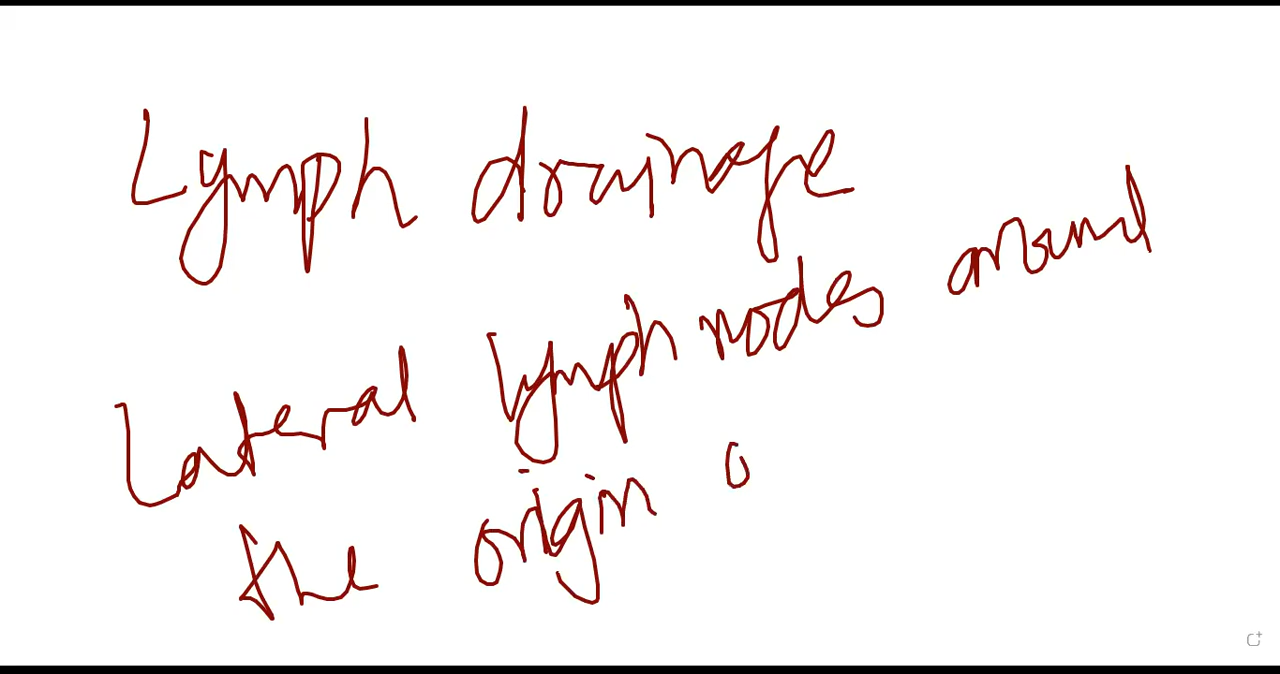 Lymph drainage
Lateral lymph nodes around
the origin o